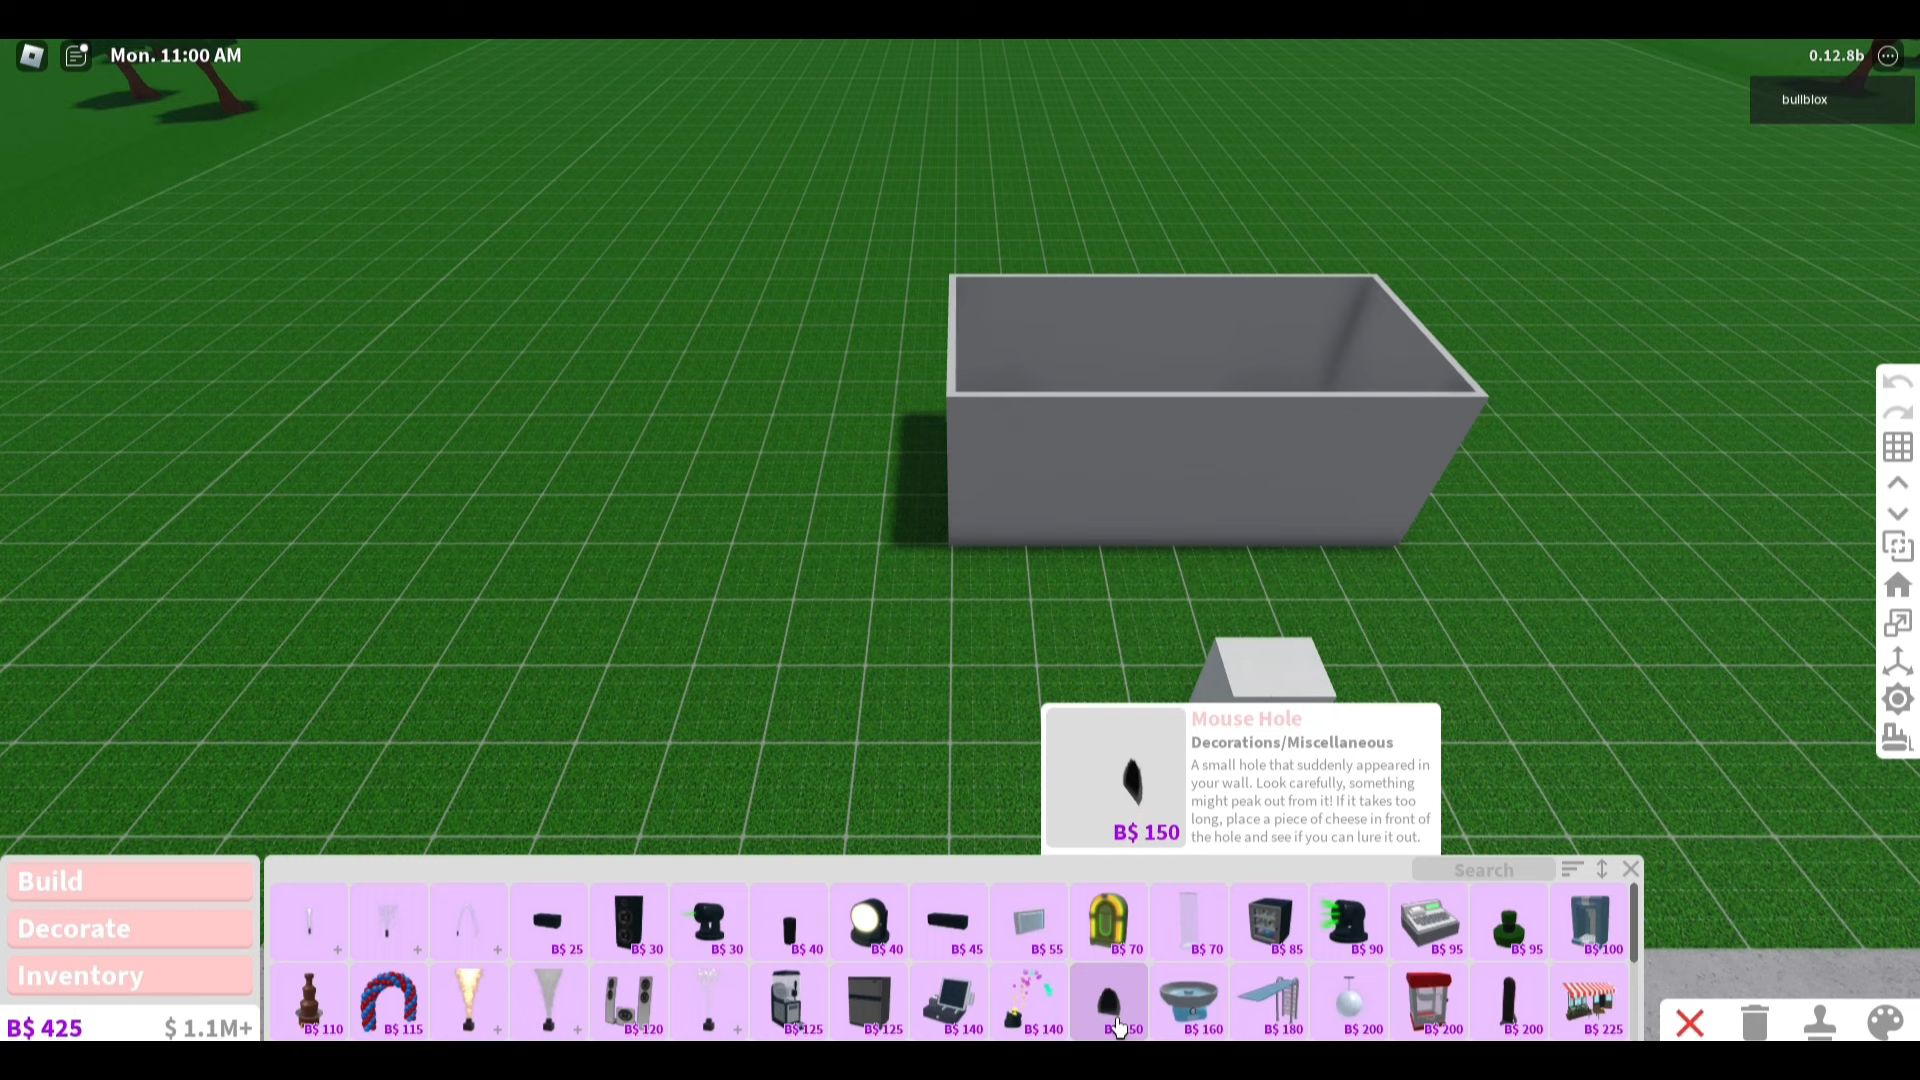 Mon. 11:00 AM
0.12.8b
bullblox
Mouse Hole
Decorations/Miscellaneous
A small hole that suddenly appeared in
your wall. Look carefully, something
might peak out from it! If it takes too
long, place a piece of cheese in front of
the hole and see if you can lure it out.
B$ 150
Search
Build
Decorate
Inventory
B$ 425
$ 1.1M+
+ + + B$ 25 B$ 30 B$ 30 B$ 40 B$ 40 B$ 45 B$ 55 B$ 70 B$ 70 B$ 85 B$ 90 B$ 95 B$ 95 B$ 100
B$ 110 B$ 115 + + B$ 120 + B$ 125 B$ 125 B$ 140 B$ 140 B$ 160 B$ 180 B$ 200 B$ 200 B$ 200 B$ 225